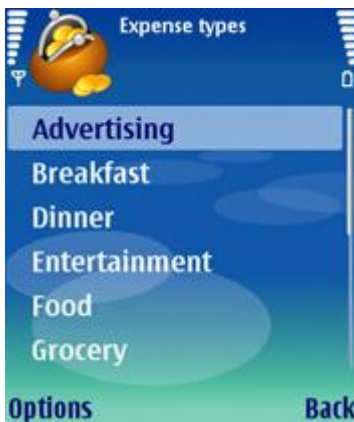 Expense types
Advertising
Breakfast
Dinner
Entertainment
Food
Grocery
Options Back